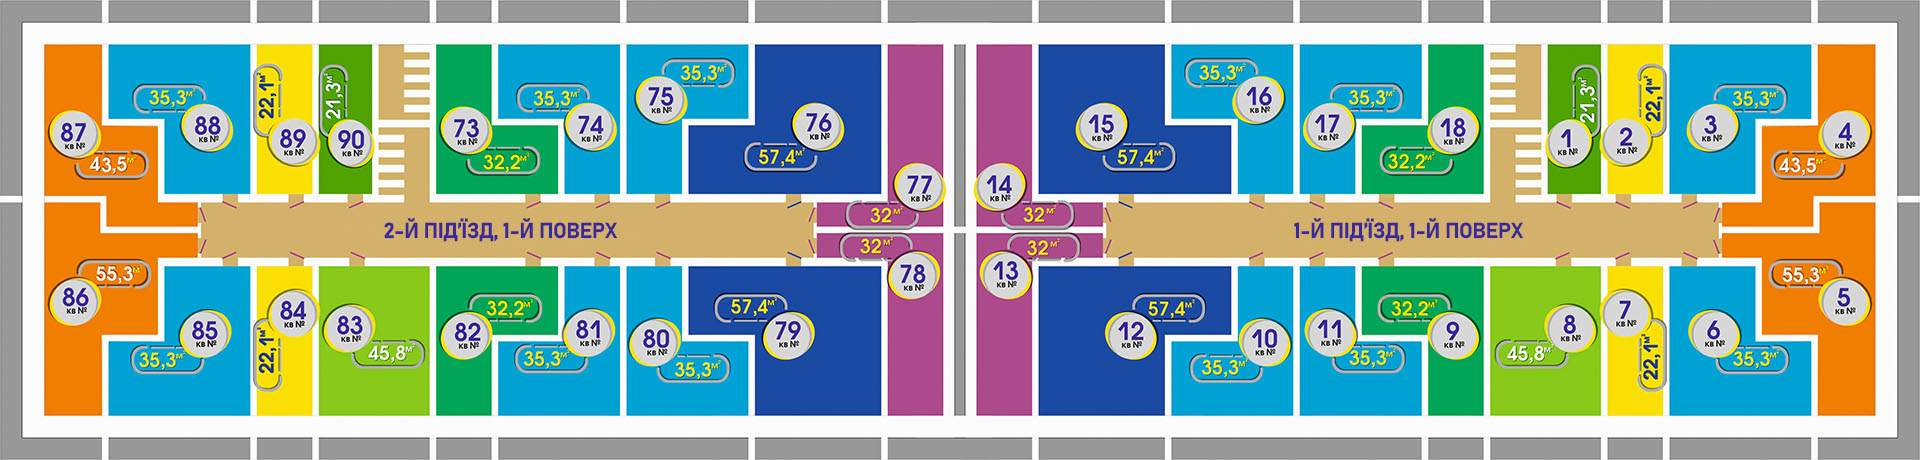 87
кв №
43,5м²
35,3м²
88
кв №
22,1м²
89
кв №
21,3м²
90
кв №
73
кв №
32,2м²
35,3м²
74
кв №
75
кв №
35,3м²
57,4м²
76
кв №
77
кв №
32м²
14
кв №
32м²
15
кв №
57,4м²
35,3м²
16
кв №
35,3м²
17
кв №
18
кв №
32,2м²
1
кв №
21,3м²
2
кв №
22,1м²
35,3м²
3
кв №
4
кв №
43,5м²
2-Й ПІД'ЇЗД, 1-Й ПОВЕРХ
1-Й ПІД'ЇЗД, 1-Й ПОВЕРХ
55,3м²
86
кв №
85
кв №
35,3м²
84
кв №
22,1м²
83
кв №
45,8м²
32,2м²
82
кв №
81
кв №
35,3м²
80
кв №
35,3м²
57,4м²
79
кв №
32м²
78
кв №
32м²
13
кв №
57,4м²
12
кв №
10
кв №
35,3м²
11
кв №
35,3м²
32,2м²
9
кв №
8
кв №
45,8м²
7
кв №
22,1м²
6
кв №
35,3м²
55,3м²
5
кв №